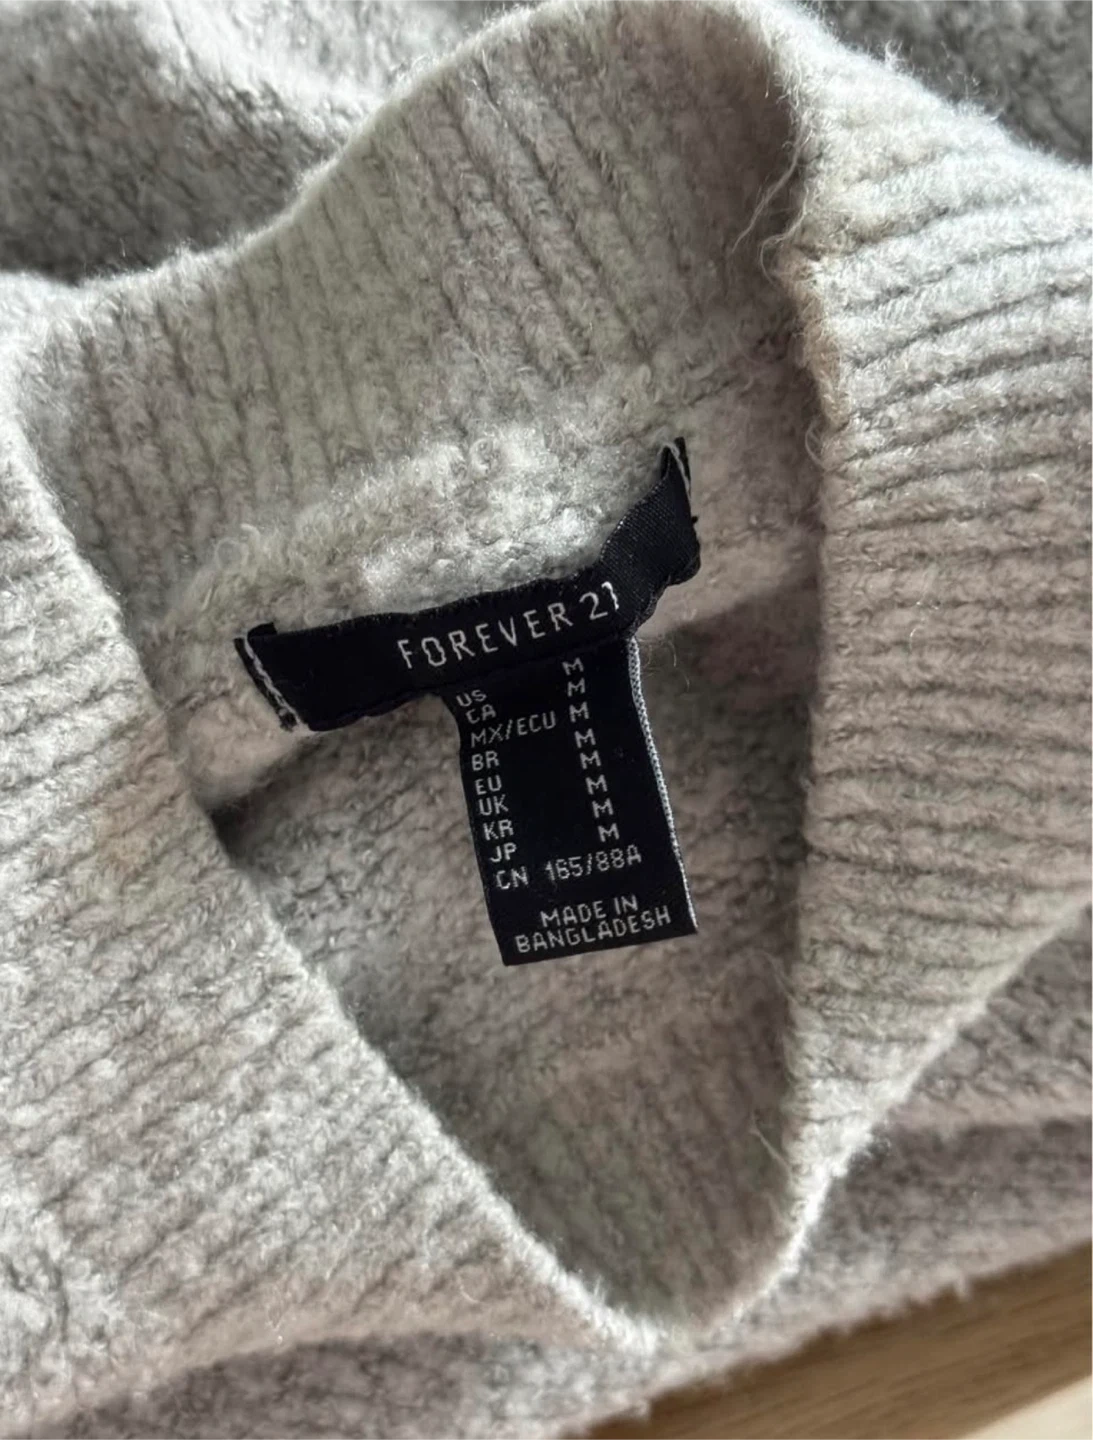 FOREVER 21
US M
CA M
MX/ECU M
BR M
EU M
UK M
KR M
JP M
CN 165/88A
MADE IN
BANGLADESH